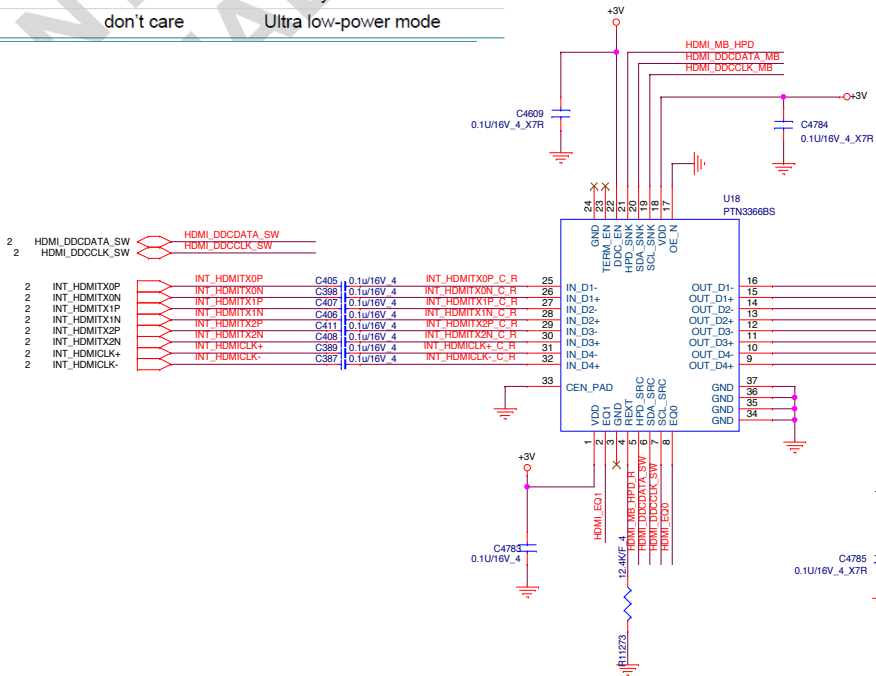 don't care Ultra low-power mode
+3V
HDMI_MB_HPD
HDMI_DDCDATA_MB
HDMI_DDCCLK_MB
+3V
C4609
0.1U/16V_4_X7R
C4784
0.1U/16V_4_X7R
U18
PTN3366BS
24 23 22 21 20 19 18 17
GND TERM_EN DDC_EN HPD_SNK SDA_SNK SCL_SNK VDD OE_N
2 HDMI_DDCDATA_SW HDMI_DDCDATA_SW
2 HDMI_DDCCLK_SW HDMI_DDCCLK_SW
2 INT_HDMITX0P INT_HDMITX0P C405 0.1u/16V_4 INT_HDMITX0P_C_R 25 IN_D1- OUT_D1- 16
2 INT_HDMITX0N INT_HDMITX0N C398 0.1u/16V_4 INT_HDMITX0N_C_R 26 IN_D1+ OUT_D1+ 15
2 INT_HDMITX1P INT_HDMITX1P C407 0.1u/16V_4 INT_HDMITX1P_C_R 27 IN_D2- OUT_D2- 14
2 INT_HDMITX1N INT_HDMITX1N C406 0.1u/16V_4 INT_HDMITX1N_C_R 28 IN_D2+ OUT_D2+ 13
2 INT_HDMITX2P INT_HDMITX2P C411 0.1u/16V_4 INT_HDMITX2P_C_R 29 IN_D3- OUT_D3- 12
2 INT_HDMITX2N INT_HDMITX2N C408 0.1u/16V_4 INT_HDMITX2N_C_R 30 IN_D3+ OUT_D3+ 11
2 INT_HDMICLK+ INT_HDMICLK+ C389 0.1u/16V_4 INT_HDMICLK+_C_R 31 IN_D4- OUT_D4- 10
2 INT_HDMICLK- INT_HDMICLK- C387 0.1u/16V_4 INT_HDMICLK-_C_R 32 IN_D4+ OUT_D4+ 9
33 CEN_PAD GND 37
GND 36
GND 35
GND 34
VDD EQ1 GND REXT HPD_SRC SDA_SRC SCL_SRC EQ0
1 2 3 4 5 6 7 8
+3V
HDMI_EQ1
HDMI_MB_HPD_R
HDMI_DDCDATA_SW
HDMI_DDCCLK_SW
HDMI_EQ0
C4783
0.1U/16V_4
12.4K/F_4
R11273
C4785
0.1U/16V_4_X7R